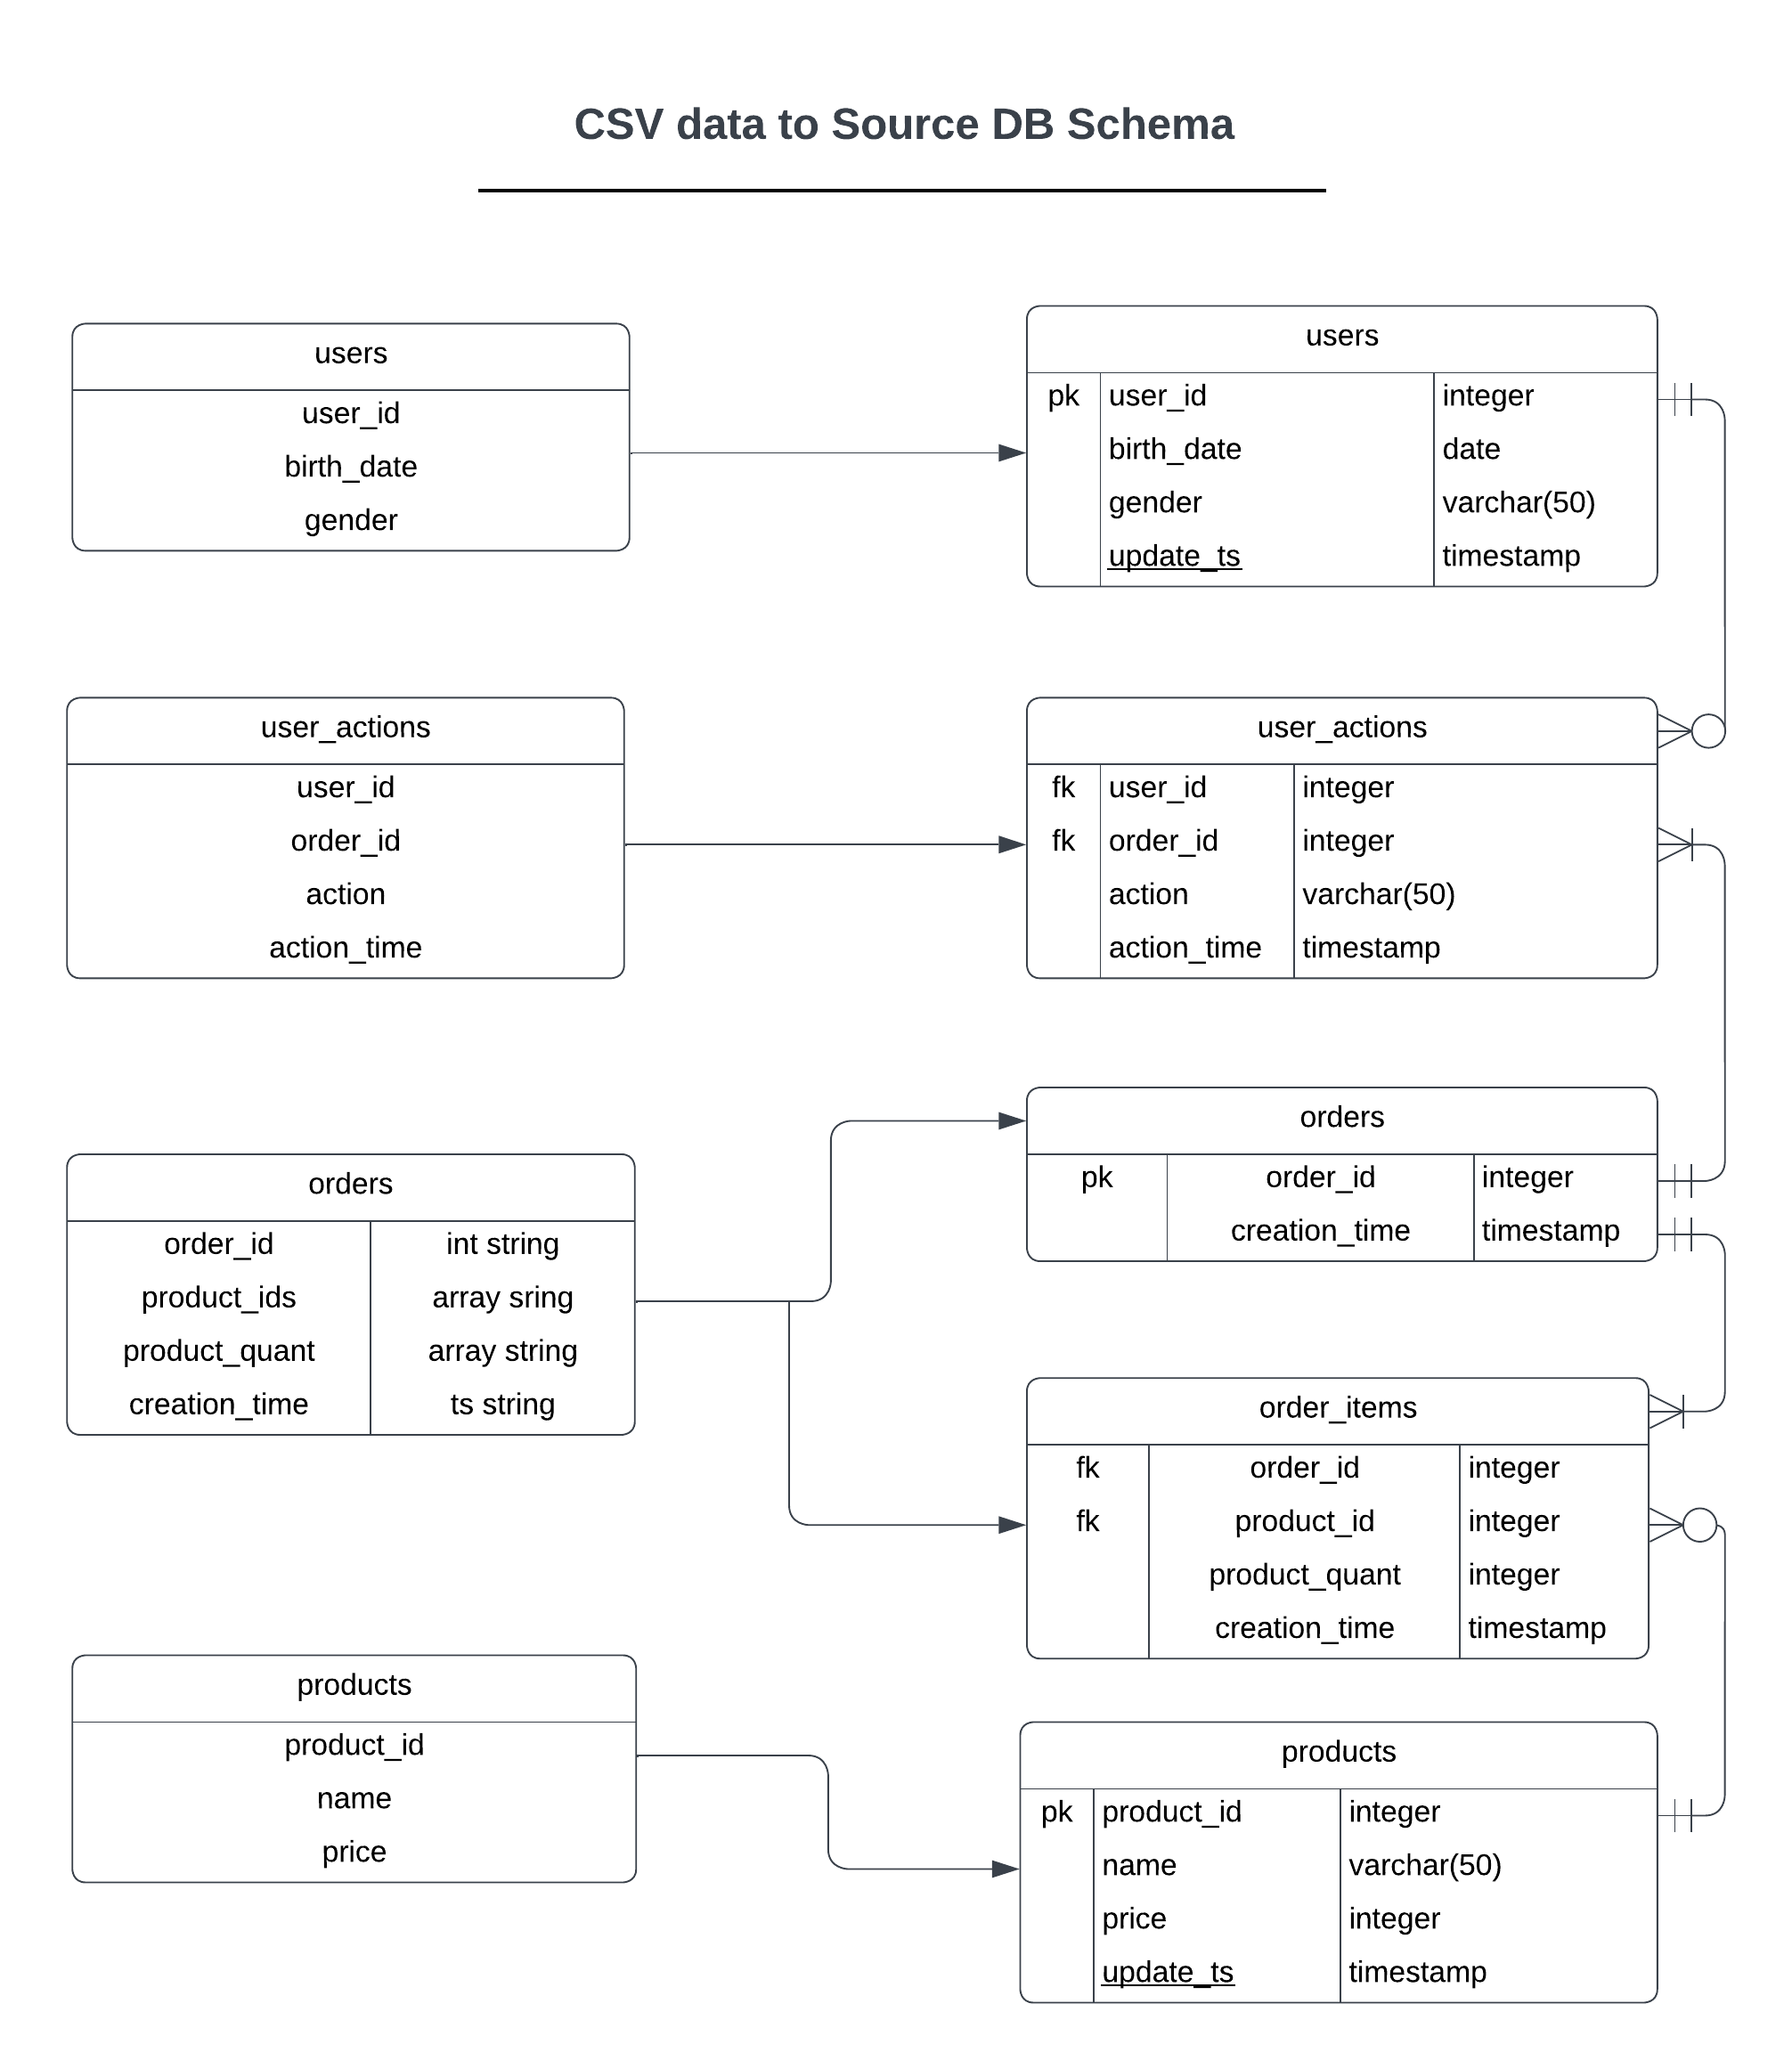 CSV data to Source DB Schema
users
user_id
birth_date
gender
users
pk user_id integer
birth_date date
gender varchar(50)
update_ts timestamp
user_actions
user_id
order_id
action
action_time
user_actions
fk user_id integer
fk order_id integer
action varchar(50)
action_time timestamp
orders
order_id int string
product_ids array sring
product_quant array string
creation_time ts string
orders
pk order_id integer
creation_time timestamp
order_items
fk order_id integer
fk product_id integer
product_quant integer
creation_time timestamp
products
product_id
name
price
products
pk product_id integer
name varchar(50)
price integer
update_ts timestamp